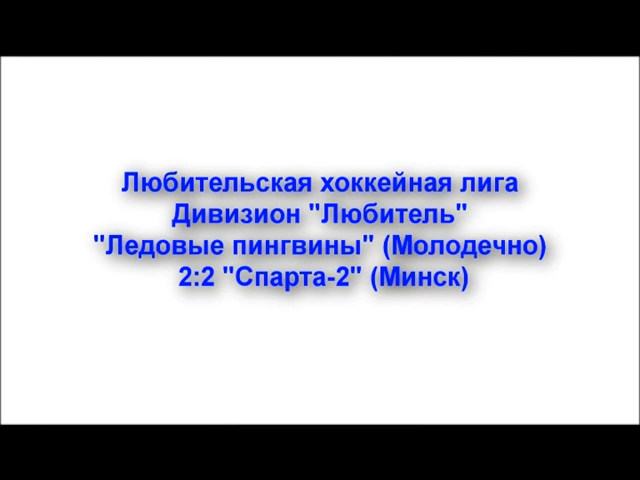 Любительская хоккейная лига
Дивизион "Любитель"
"Ледовые пингвины" (Молодечно)
2:2 "Спарта-2" (Минск)